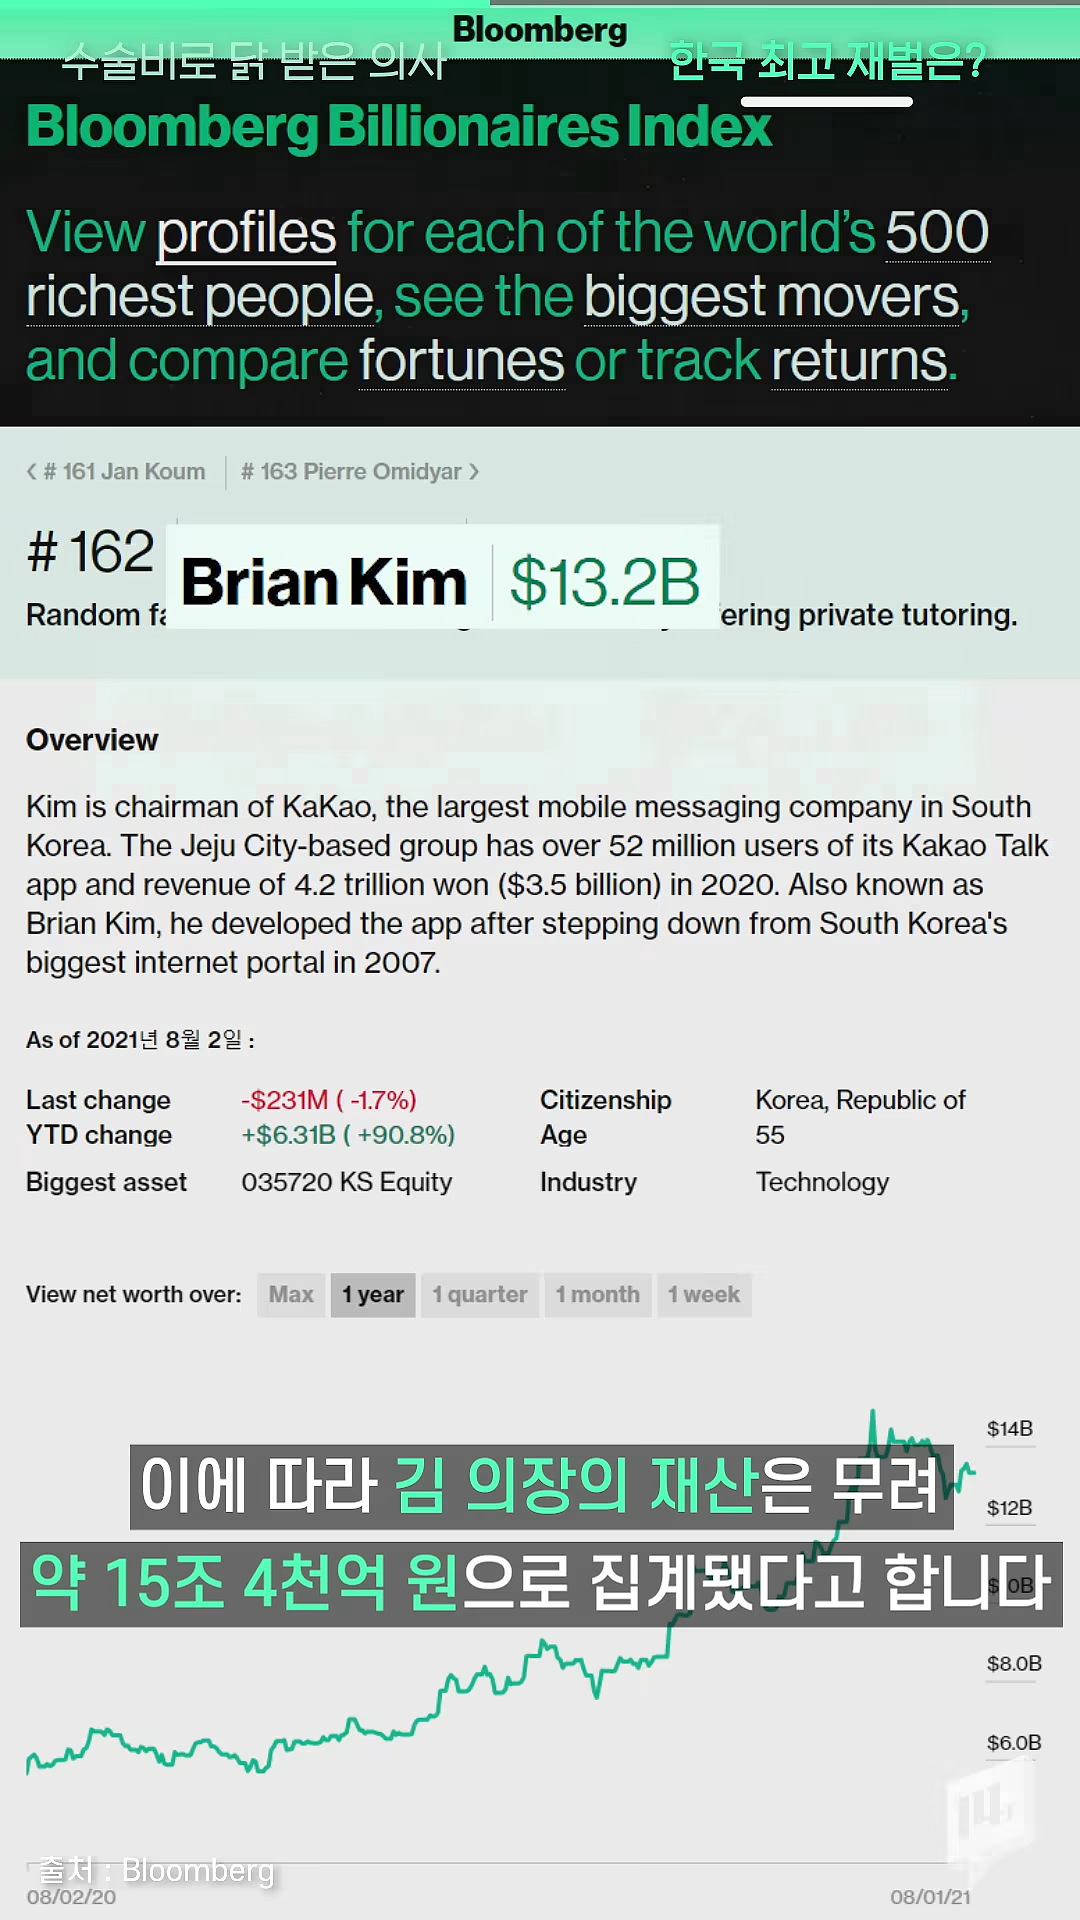 Bloomberg
수술비로 닭 받은 의사
한국 최고 재벌은?
Bloomberg Billionaires Index
View profiles for each of the world's 500
richest people, see the biggest movers,
and compare fortunes or track returns.
‹ # 161 Jan Koum | # 163 Pierre Omidyar ›
# 162
Brian Kim | $13.2B
Random ering private tutoring.
Overview
Kim is chairman of KaKao, the largest mobile messaging company in South
Korea. The Jeju City-based group has over 52 million users of its Kakao Talk
app and revenue of 4.2 trillion won ($3.5 billion) in 2020. Also known as
Brian Kim, he developed the app after stepping down from South Korea's
biggest internet portal in 2007.
As of 2021년 8월 2일 :
Last change -$231M ( -1.7%) Citizenship Korea, Republic of
YTD change +$6.31B ( +90.8%) Age 55
Biggest asset 035720 KS Equity Industry Technology
View net worth over: Max 1 year 1 quarter 1 month 1 week
$14B
이에 따라 김 의장의 재산은 무려
$12B
약 15조 4천억 원으로 집계됐다고 합니다
$8.0B
$6.0B
출처 : Bloomberg
08/02/20 08/01/21